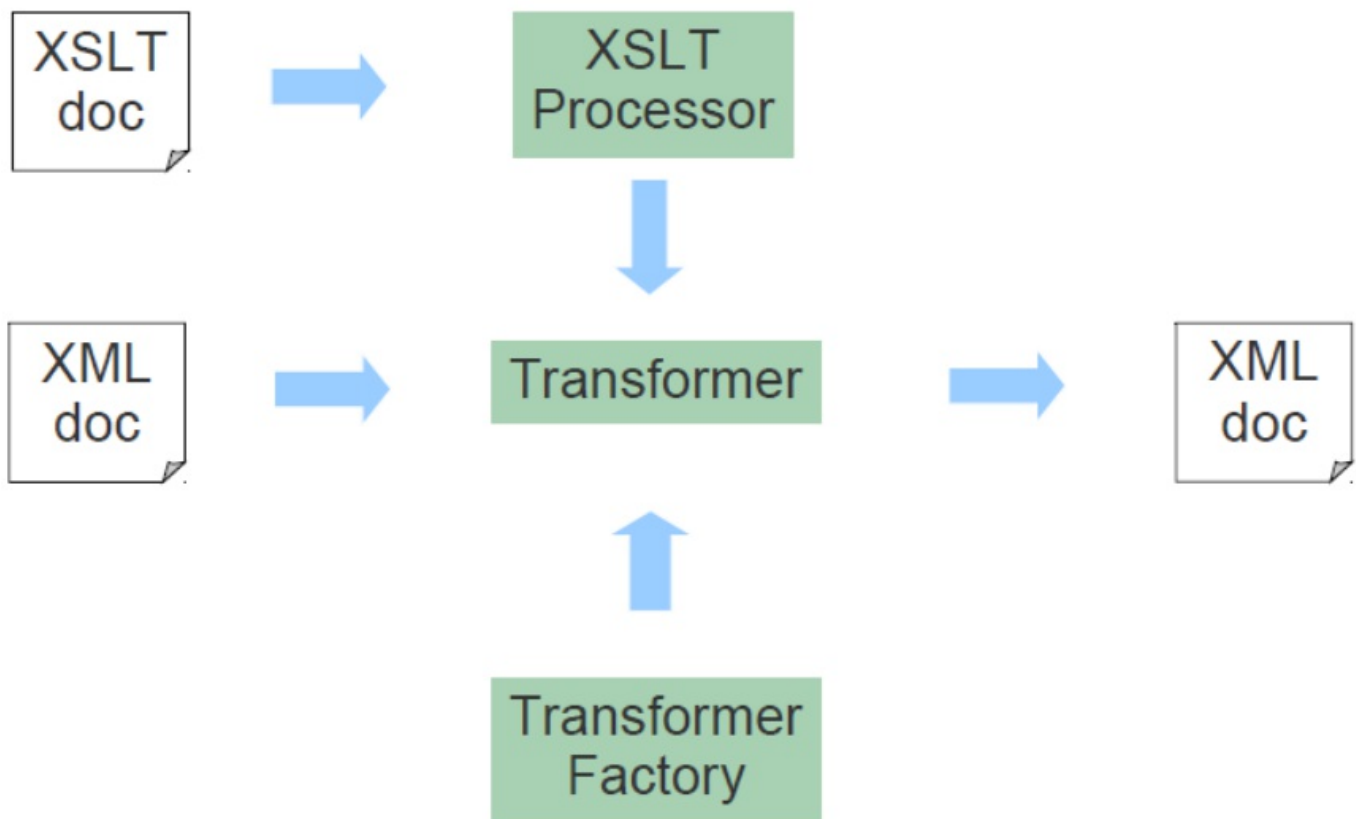 XSLT
doc
XSLT
Processor
XML
doc
Transformer
XML
doc
Transformer
Factory